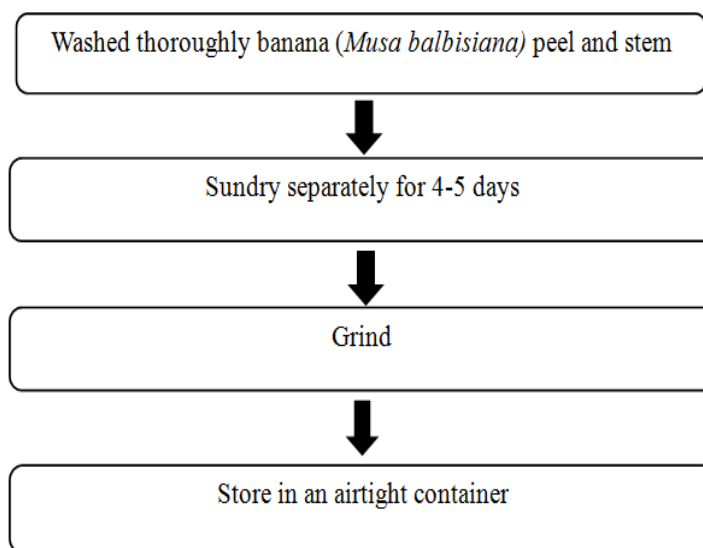 Washed thoroughly banana (Musa balbisiana) peel and stem
Sundry separately for 4-5 days
Grind
Store in an airtight container